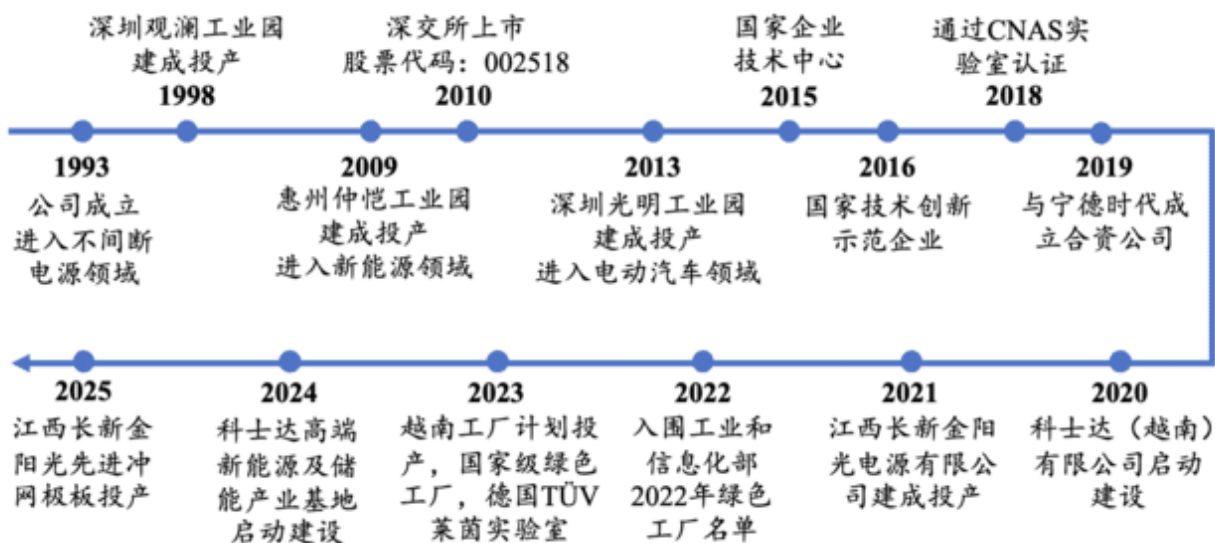 深圳观澜工业园
建成投产
1998
深交所上市
股票代码：002518
2010
国家企业
技术中心
2015
通过CNAS实
验室认证
2018
1993
公司成立
进入不间断
电源领域
2009
惠州仲恺工业园
建成投产
进入新能源领域
2013
深圳光明工业园
建成投产
进入电动汽车领域
2016
国家技术创新
示范企业
2019
与宁德时代成
立合资公司
2025
江西长新金
阳光先进冲
网极板投产
2024
科士达高端
新能源及储
能产业基地
启动建设
2023
越南工厂计划投
产，国家级绿色
工厂，德国TÜV
莱茵实验室
2022
入围工业和
信息化部
2022年绿色
工厂名单
2021
江西长新金阳
光电源有限公
司建成投产
2020
科士达（越南）
有限公司启动
建设